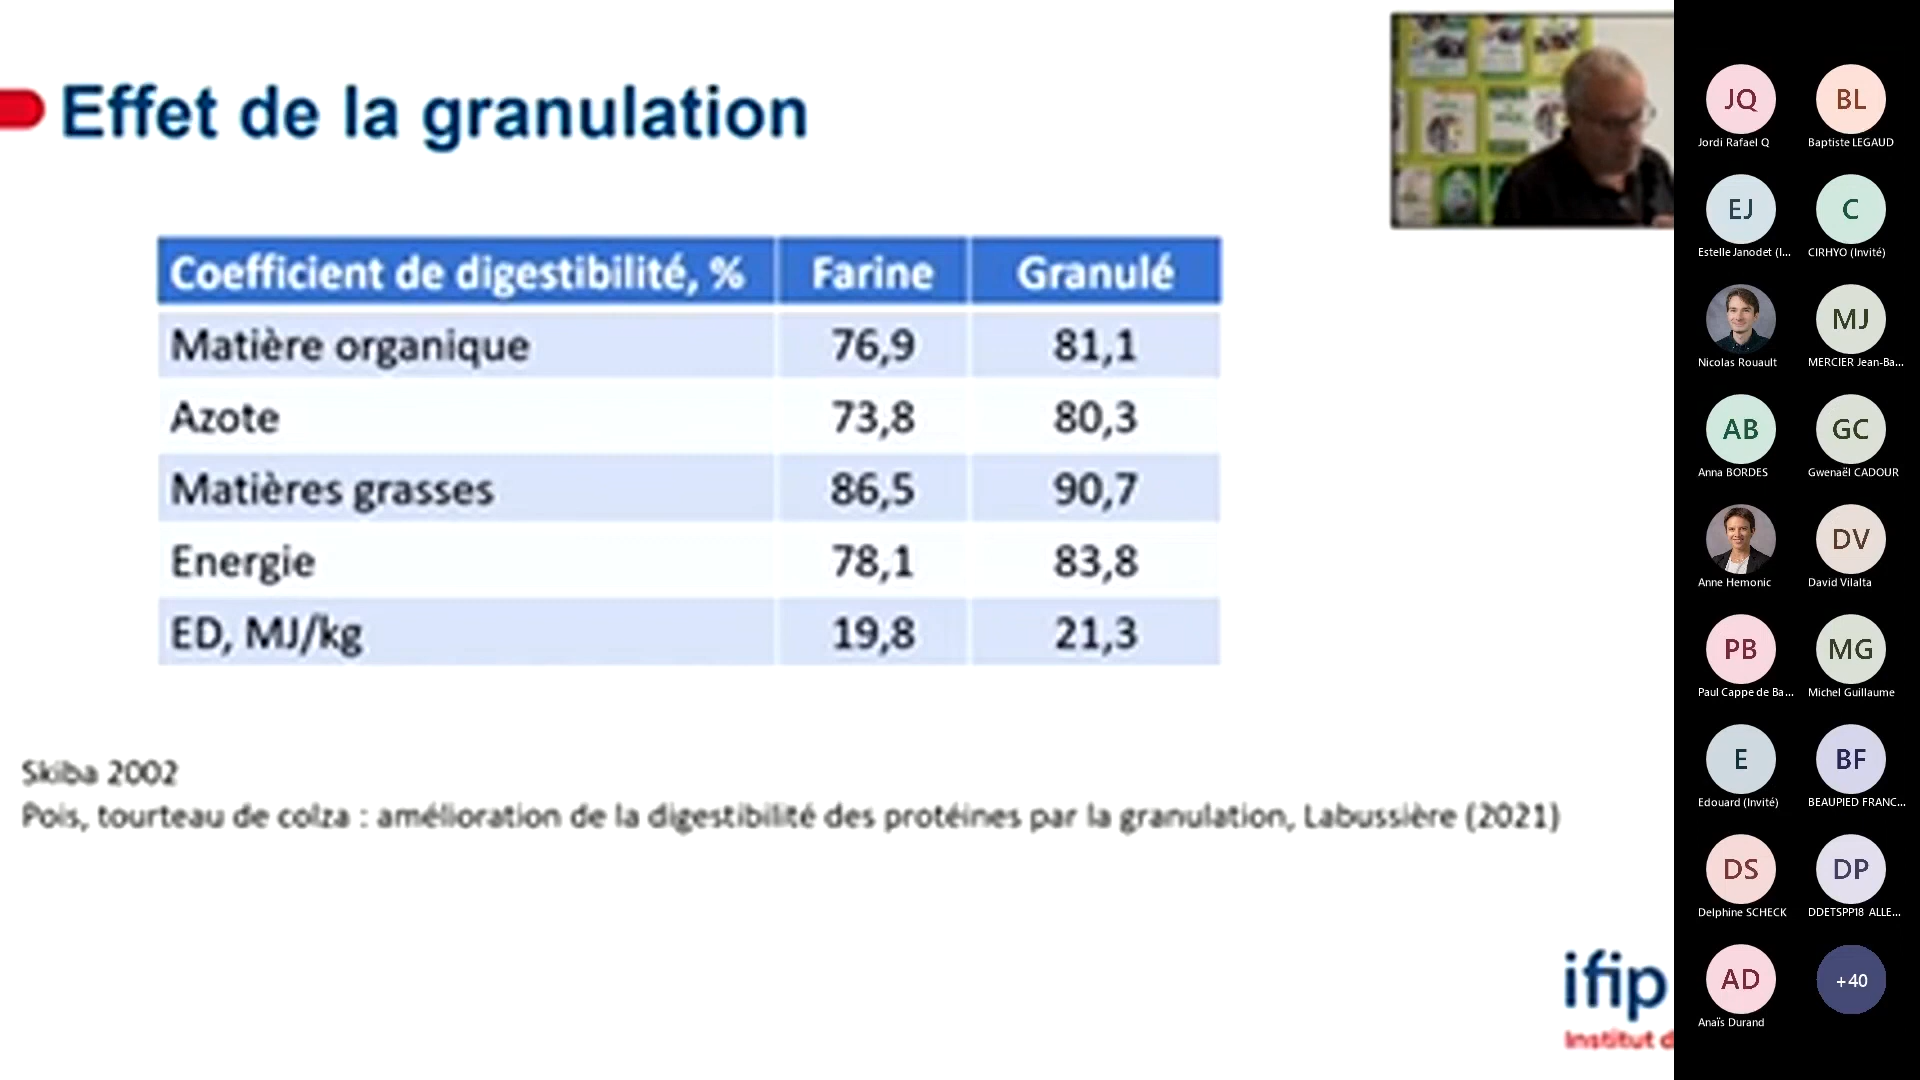 Effet de la granulation
Coefficient de digestibilité, % Farine Granulé
Matière organique 76,9 81,1
Azote 73,8 80,3
Matières grasses 86,5 90,7
Energie 78,1 83,8
ED, MJ/kg 19,8 21,3
Skiba 2002
Pois, tourteau de colza : amélioration de la digestibilité des protéines par la granulation, Labussière (2021)
ifip
Institut d
JQ BL
Jordi Rafael Q Baptiste LEGAUD
EJ C
Estelle Janodet (I... CIRHYO (Invité)
MJ
Nicolas Rouault MERCIER Jean-Ba...
AB GC
Anna BORDES Gwenaël CADOUR
DV
Anne Hemonic David Vilalta
PB MG
Paul Cappe de Ba... Michel Guillaume
E BF
Edouard (Invité) BEAUPIED FRANC...
DS DP
Delphine SCHECK DDETSPP18 ALLE...
AD +40
Anaïs Durand